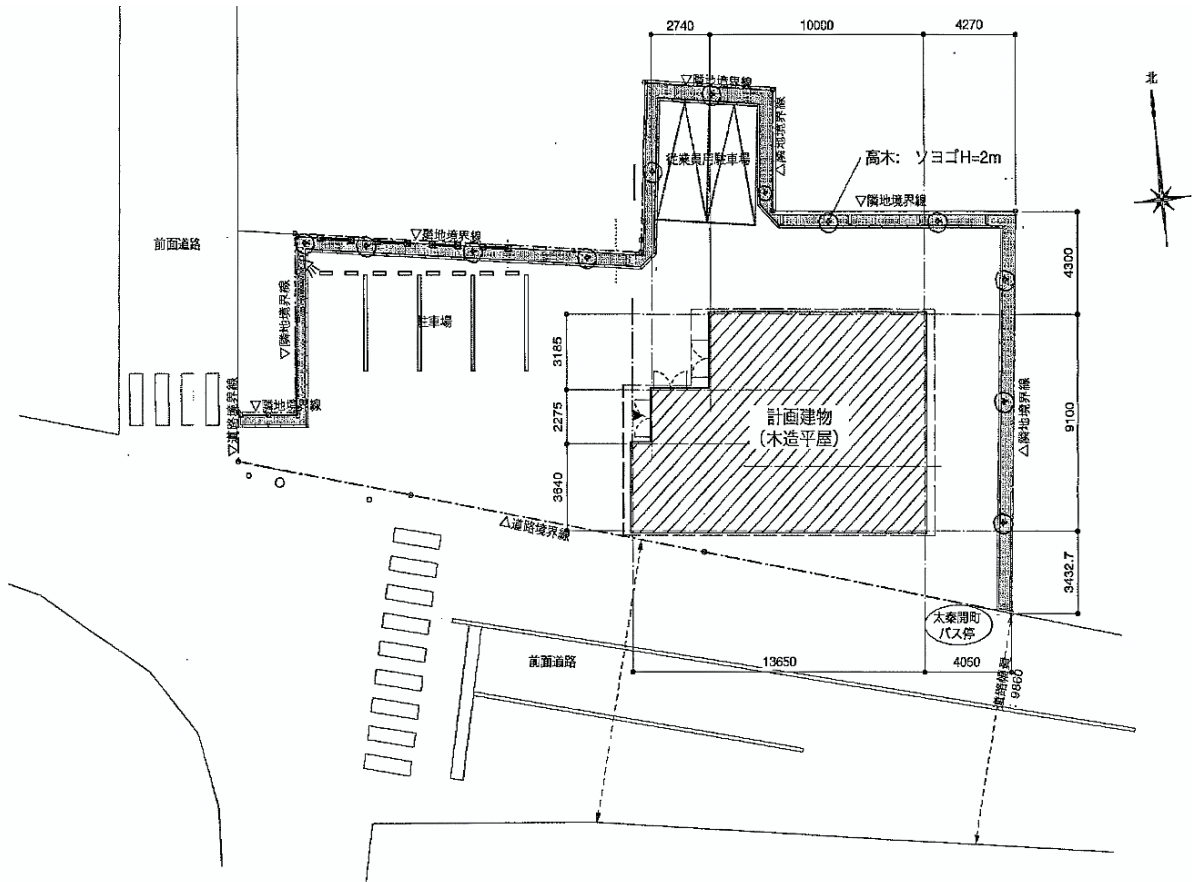 2740
10000
4270
北
▽隣地境界線
△隣地境界線
従業員用駐車場
高木: ソヨゴH=2m
▽隣地境界線
前面道路
▽隣地境界線
▽隣地境界線
駐車場
4300
3185
2275
3640
計画建物
(木造平屋)
9100
△隣地境界線
▽隣地境界線
▽道路境界線
△道路境界線
3432.7
太秦開町
バス停
前面道路
13650
4050
道路幅員
9860